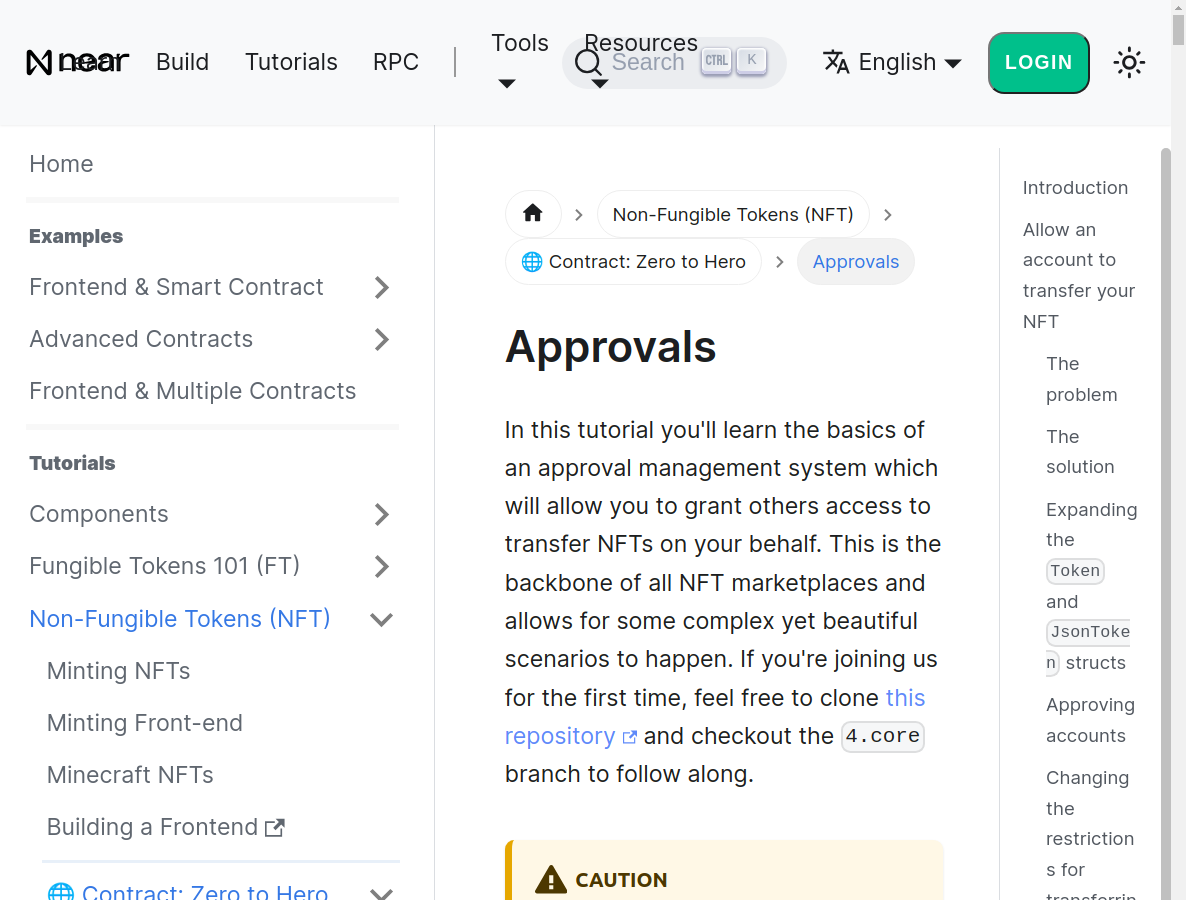 near
Learn
Build
Tutorials
RPC
Tools
Resources
Search
CTRL
K
English
LOGIN
Home
Examples
Frontend & Smart Contract
Advanced Contracts
Frontend & Multiple Contracts
Tutorials
Components
Fungible Tokens 101 (FT)
Non-Fungible Tokens (NFT)
Minting NFTs
Minting Front-end
Minecraft NFTs
Building a Frontend
🌐 Contract: Zero to Hero
Non-Fungible Tokens (NFT)
🌐 Contract: Zero to Hero
Approvals
Approvals
In this tutorial you'll learn the basics of
an approval management system which
will allow you to grant others access to
transfer NFTs on your behalf. This is the
backbone of all NFT marketplaces and
allows for some complex yet beautiful
scenarios to happen. If you're joining us
for the first time, feel free to clone this
repository and checkout the 4.core
branch to follow along.
CAUTION
Introduction
Allow an
account to
transfer your
NFT
The
problem
The
solution
Expanding
the
Token
and
JsonToke
n structs
Approving
accounts
Changing
the
restriction
s for
transferrin